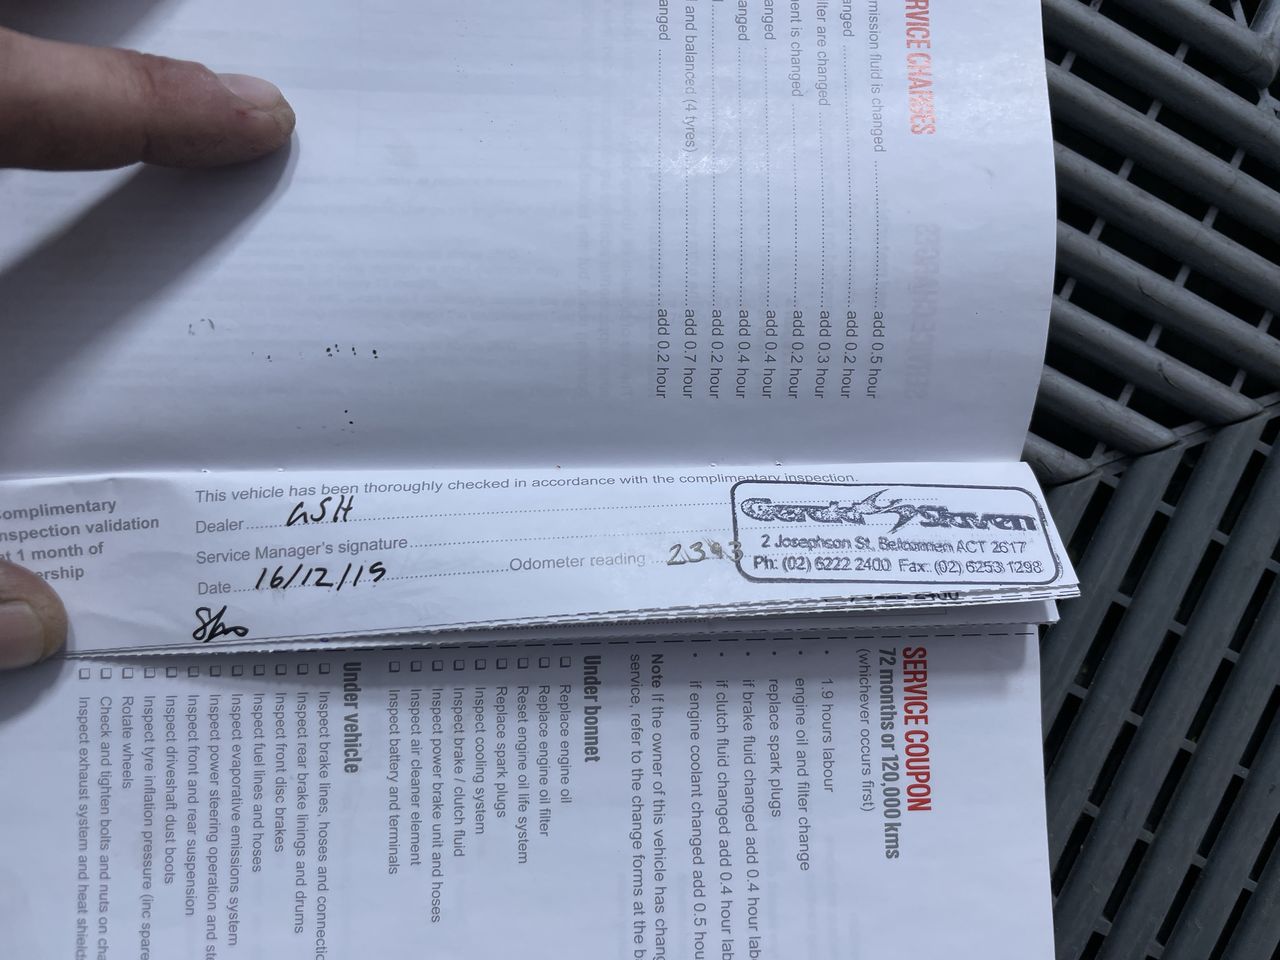 This vehicle has been thoroughly checked in accordance with the complimentary inspection.
omplimentary
nspection validation
at 1 month of
ership
Dealer GSH
Service Manager's signature
Date 16/12/15
Odometer reading
Gerald Slaven
2 Josephson St, Belconnen ACT 2617
Ph: (02) 6222 2400 Fax: (02) 6253 1298
SERVICE COUPON
72 months or 120,000 kms
(whichever occurs first)
• 1.9 hours labour
• engine oil and filter change
• replace spark plugs
• if brake fluid changed add 0.4 hour lab
• if clutch fluid changed add 0.4 hour lab
• if engine coolant changed add 0.5 hou
Note If the owner of this vehicle has chang
service, refer to the change forms at the b
Under bonnet
❑ Replace engine oil
❑ Replace engine oil filter
❑ Reset engine oil life system
❑ Replace spark plugs
❑ Inspect cooling system
❑ Inspect brake / clutch fluid
❑ Inspect power brake unit and hoses
❑ Inspect air cleaner element
❑ Inspect battery and terminals
Under vehicle
❑ Inspect brake lines, hoses and connectic
❑ Inspect rear brake linings and drums
❑ Inspect front disc brakes
❑ Inspect fuel lines and hoses
❑ Inspect evaporative emissions system
❑ Inspect power steering operation and st
❑ Inspect front and rear suspension
❑ Inspect driveshaft dust boots
❑ Inspect tyre inflation pressure (inc spare
❑ Rotate wheels
❑ Check and tighten bolts and nuts on cha
❑ Inspect exhaust system and heat shield
RVICE CHANGES
mission fluid is changed add 0.5 hour
anged add 0.2 hour
lter are changed add 0.3 hour
ent is changed add 0.2 hour
anged add 0.4 hour
anged add 0.4 hour
add 0.2 hour
and balanced (4 tyres) add 0.7 hour
anged add 0.2 hour